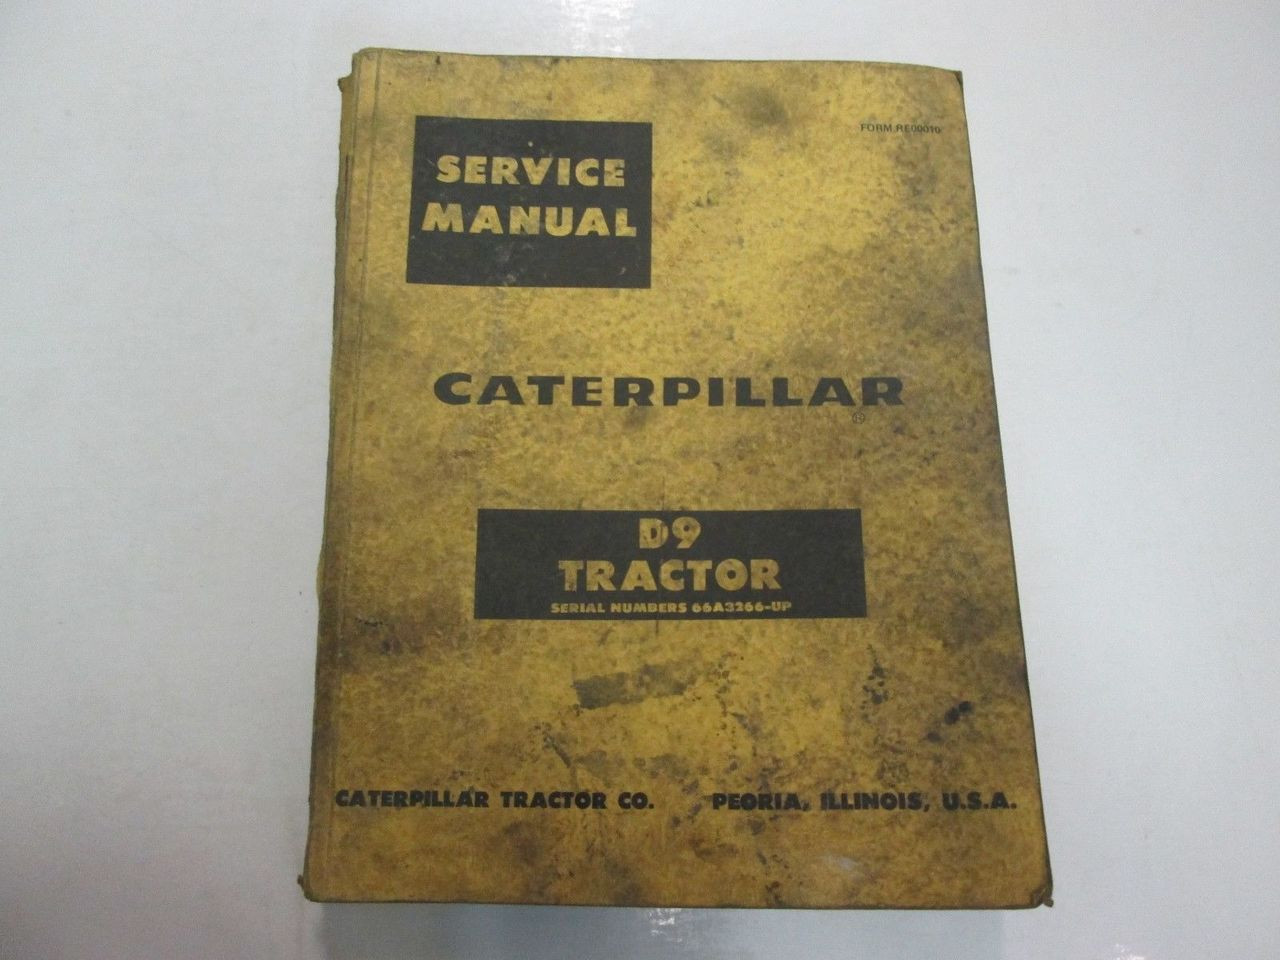 FORM RE00010
SERVICE
MANUAL
CATERPILLAR
®
D9
TRACTOR
SERIAL NUMBERS 66A3266-UP
CATERPILLAR TRACTOR CO. PEORIA, ILLINOIS, U.S.A.